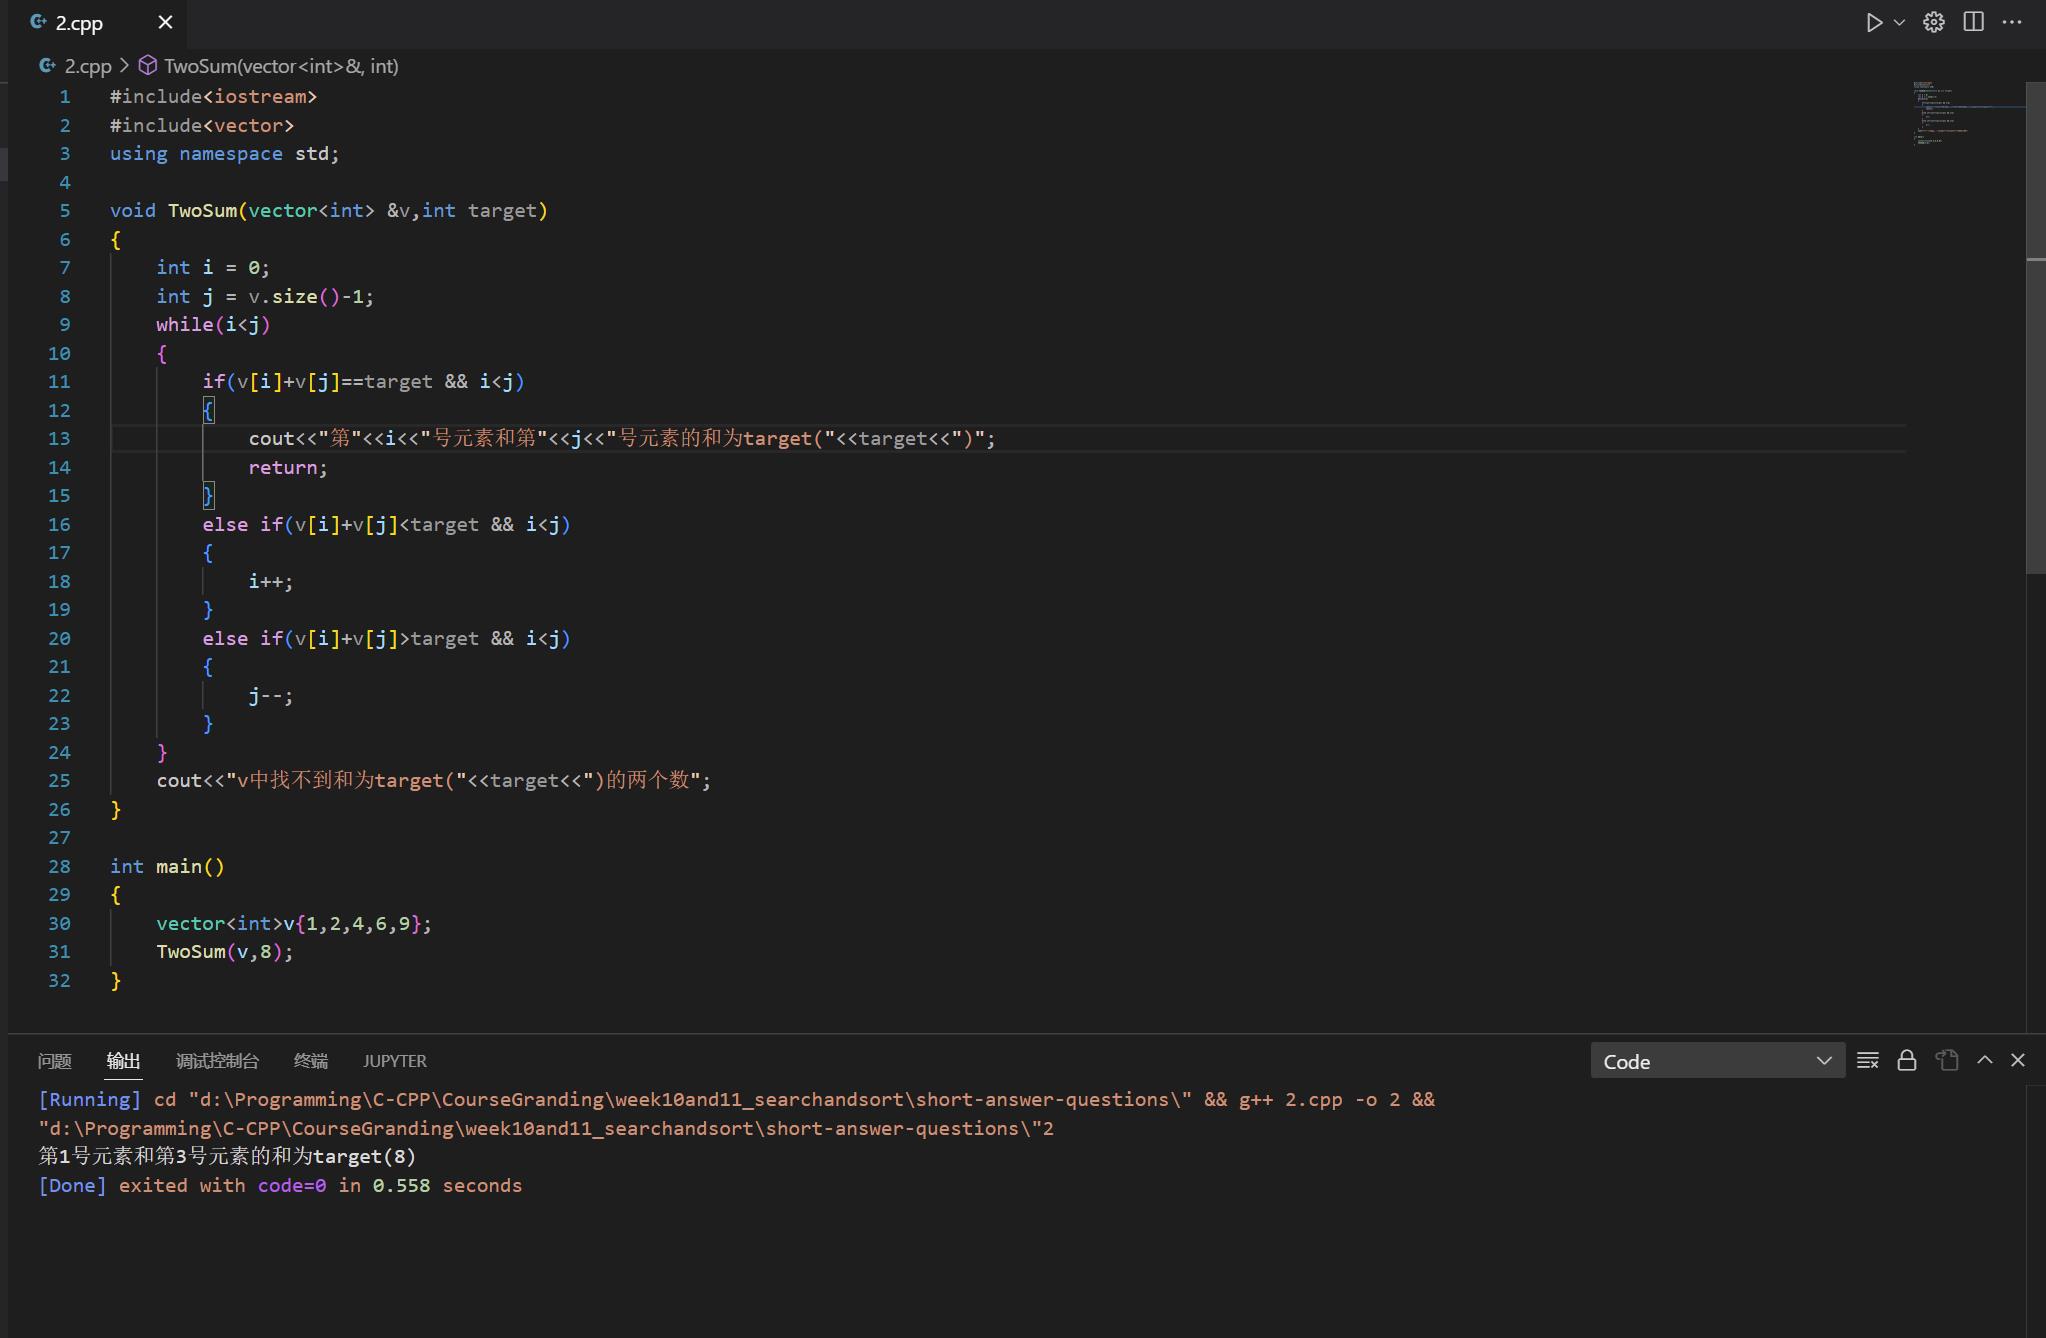 2.cpp
2.cpp > TwoSum(vector<int>&, int)
1 #include<iostream>
2 #include<vector>
3 using namespace std;
4
5 void TwoSum(vector<int> &v,int target)
6 {
7 int i = 0;
8 int j = v.size()-1;
9 while(i<j)
10 {
11 if(v[i]+v[j]==target && i<j)
12 {
13 cout<<"第"<<i<<"号元素和第"<<j<<"号元素的和为target("<<target<<")";
14 return;
15 }
16 else if(v[i]+v[j]<target && i<j)
17 {
18 i++;
19 }
20 else if(v[i]+v[j]>target && i<j)
21 {
22 j--;
23 }
24 }
25 cout<<"v中找不到和为target("<<target<<")的两个数";
26 }
27
28 int main()
29 {
30 vector<int>v{1,2,4,6,9};
31 TwoSum(v,8);
32 }
问题 输出 调试控制台 终端 JUPYTER Code
[Running] cd "d:\Programming\C-CPP\CourseGranding\week10and11_searchandsort\short-answer-questions\" && g++ 2.cpp -o 2 &&
"d:\Programming\C-CPP\CourseGranding\week10and11_searchandsort\short-answer-questions\"2
第1号元素和第3号元素的和为target(8)
[Done] exited with code=0 in 0.558 seconds